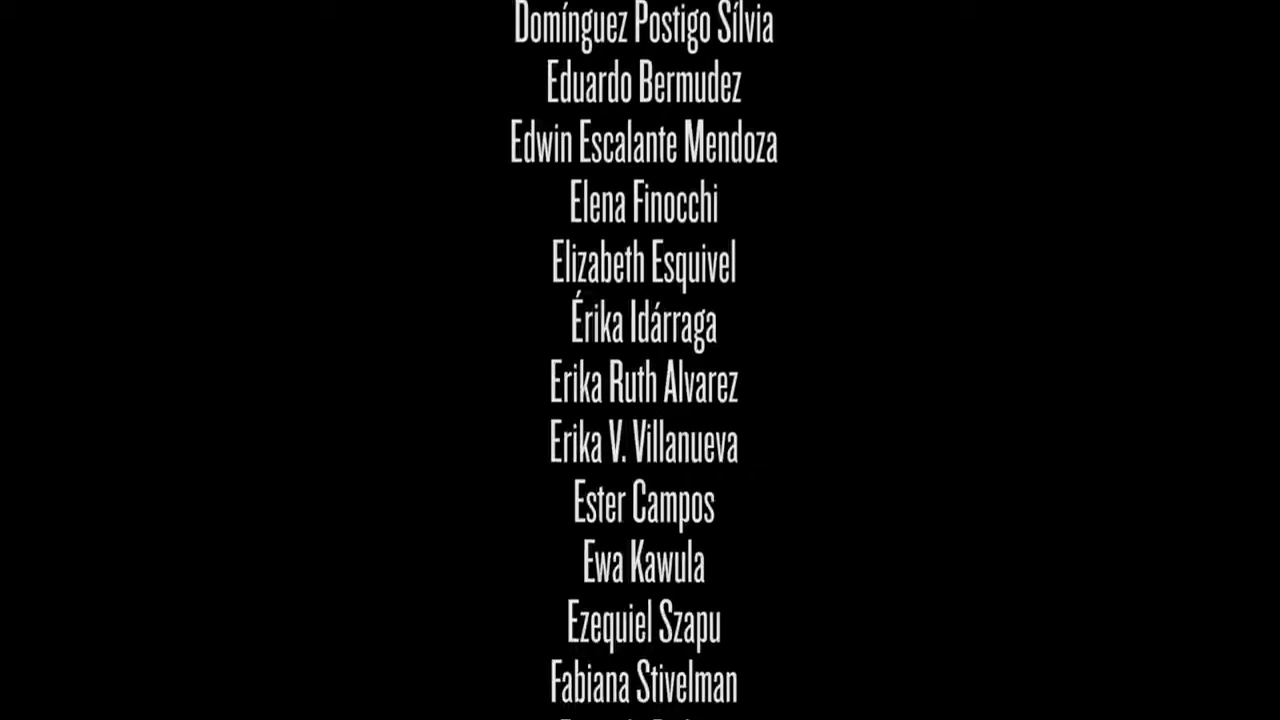 Domínguez Postigo Sílvia
Eduardo Bermudez
Edwin Escalante Mendoza
Elena Finocchi
Elizabeth Esquivel
Érika Idárraga
Erika Ruth Alvarez
Erika V. Villanueva
Ester Campos
Ewa Kawula
Ezequiel Szapu
Fabiana Stivelman